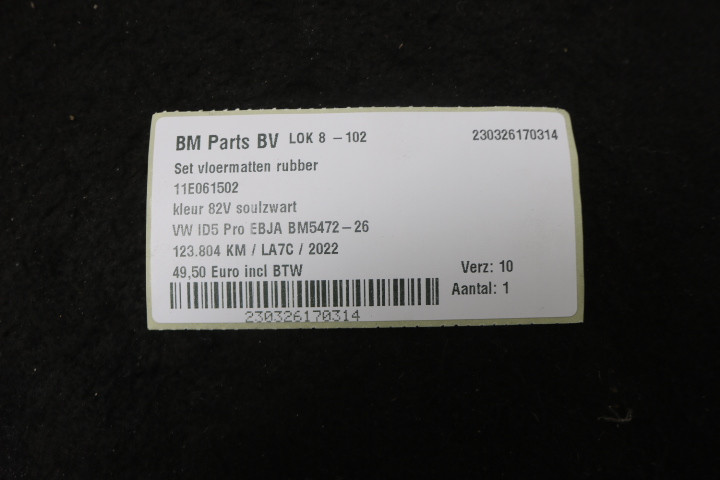 BM Parts BV LOK 8 - 102 230326170314
Set vloermatten rubber
11E061502
kleur 82V soulzwart
VW ID5 Pro EBJA BM5472-26
123.804 KM / LA7C / 2022
49,50 Euro incl BTW Verz: 10
Aantal: 1
230326170314